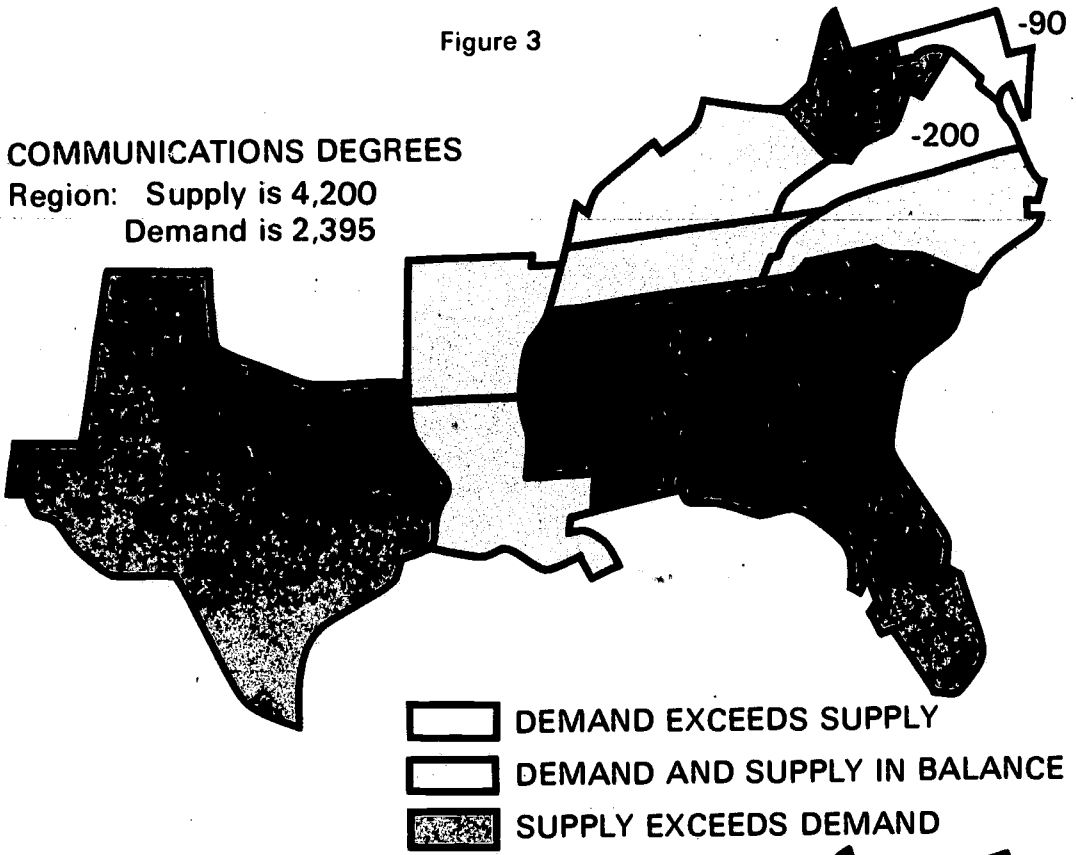 Figure 3
-90
COMMUNICATIONS DEGREES
Region: Supply is 4,200
Demand is 2,395
-200
DEMAND EXCEEDS SUPPLY
DEMAND AND SUPPLY IN BALANCE
SUPPLY EXCEEDS DEMAND